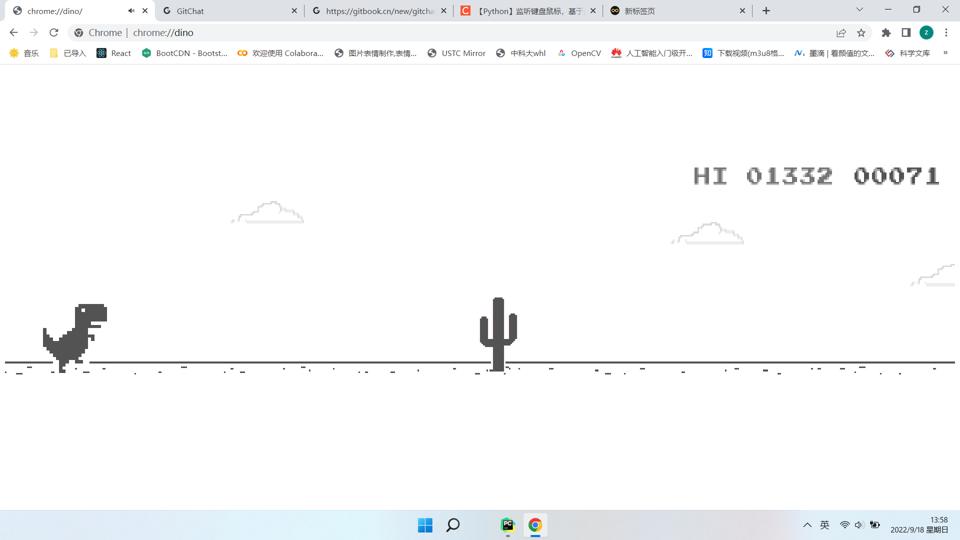 chrome://dino/
GitChat
https://gitbook.cn/new/gitcha
【Python】监听键盘鼠标，基于
新标签页
Chrome | chrome://dino
z
音乐
已导入
React
BootCDN - Bootst...
欢迎使用 Colabora...
图片表情制作,表情...
USTC Mirror
中科大whl
OpenCV
人工智能入门极开...
下载视频(m3u8格...
墨滴 | 看颜值的文...
科学文库
»
HI 01332 00071
英
13:58
2022/9/18 星期日